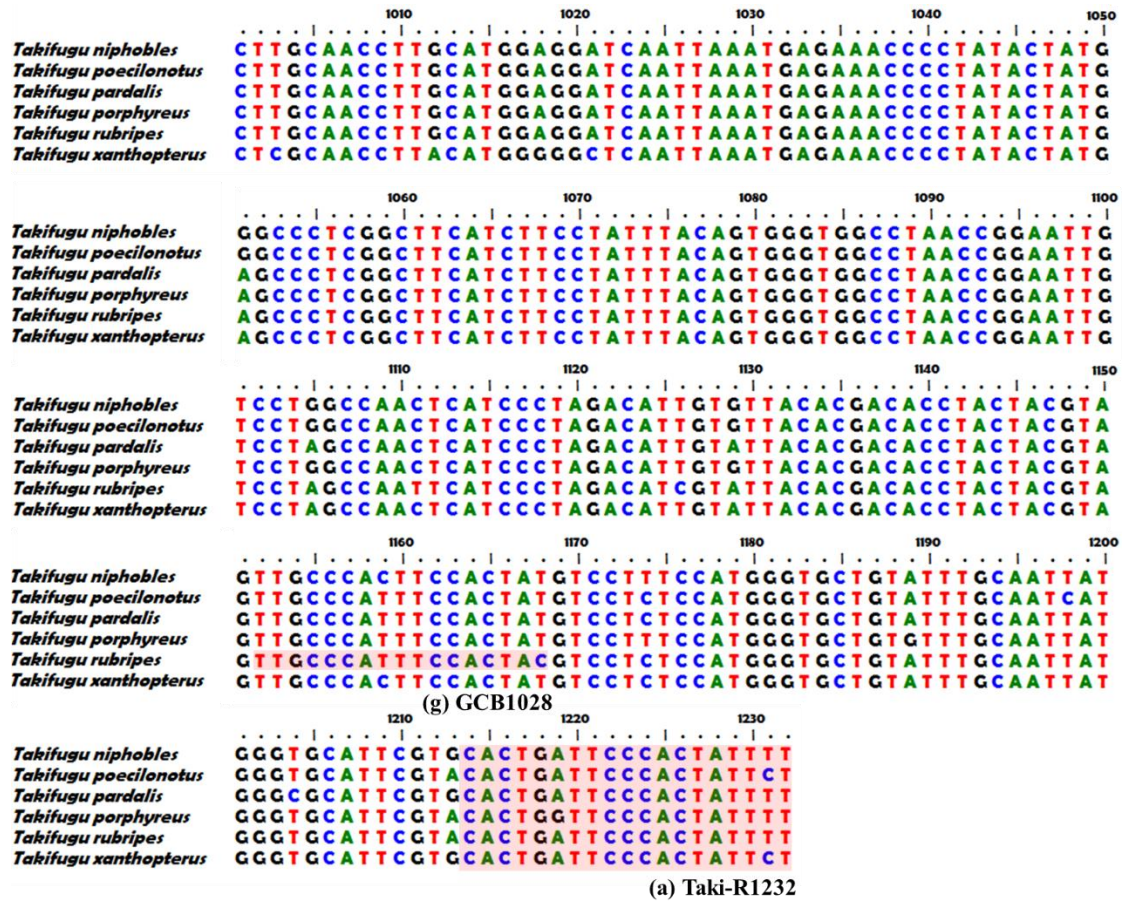 1010 1020 1030 1040 1050
Takifugu niphobles CTTGCAACCTTGCATGGAGGATCAATTAAATGAGAAACCCCTATACTATG
Takifugu poecilonotus CTTGCAACCTTGCATGGAGGATCAATTAAATGAGAAACCCCTATACTATG
Takifugu pardalis CTTGCAACCTTGCATGGAGGATCAATTAAATGAGAAACCCCTATACTATG
Takifugu porphyreus CTTGCAACCTTGCATGGAGGATCAATTAAATGAGAAACCCCTATACTATG
Takifugu rubripes CTTGCAACCTTGCATGGAGGATCAATTAAATGAGAAACCCCTATACTATG
Takifugu xanthopterus CTCGCAACCTTACATGGGGGCTCAATTAAATGAGAAACCCCTATACTATG
1060 1070 1080 1090 1100
Takifugu niphobles GGCCCTCGGCTTCATCTTCCTATTTACAGTGGGTGGCCTAACCGGAATTG
Takifugu poecilonotus GGCCCTCGGCTTCATCTTCCTATTTACAGTGGGTGGCCTAACCGGAATTG
Takifugu pardalis AGCCCTCGGCTTCATCTTCCTATTTACAGTGGGTGGCCTAACCGGAATTG
Takifugu porphyreus AGCCCTCGGCTTCATCTTCCTATTTACAGTGGGTGGCCTAACCGGAATTG
Takifugu rubripes AGCCCTCGGCTTCATCTTCCTATTTACAGTGGGTGGCCTAACCGGAATTG
Takifugu xanthopterus AGCCCTCGGCTTCATCTTCCTATTTACAGTGGGTGGCCTAACCGGAATTG
1110 1120 1130 1140 1150
Takifugu niphobles TCCTGGCCAACTCATCCCTAGACATTGTGTTACACGACACCTACTACGTA
Takifugu poecilonotus TCCTGGCCAACTCATCCCTAGACATTGTGTTACACGACACCTACTACGTA
Takifugu pardalis TCCTAGCCAACTCATCCCTAGACATTGTATTACACGACACCTACTACGTA
Takifugu porphyreus TCCTGGCCAACTCATCCCTAGACATTGTGTTACACGACACCTACTACGTA
Takifugu rubripes TCCTAGCCAATTCATCCCTAGACATCGTATTACACGACACCTACTACGTA
Takifugu xanthopterus TCCTAGCCAACTCATCCCTAGACATTGTATTACACGACACCTACTACGTA
1160 1170 1180 1190 1200
Takifugu niphobles GTTGCCCACTTCCACTATGTCCTTTCCATGGGTGCTGTATTTGCAATTAT
Takifugu poecilonotus GTTGCCCATTTCCACTATGTCCTCTCCATGGGTGCTGTATTTGCAATCAT
Takifugu pardalis GTTGCCCATTTCCACTATGTCCTCTCCATGGGTGCTGTATTTGCAATTAT
Takifugu porphyreus GTTGCCCATTTCCACTATGTCCTTTCCATGGGTGCTGTGTTTGCAATTAT
Takifugu rubripes GTTGCCCATTTCCACTACGTCCTCTCCATGGGTGCTGTATTTGCAATTAT
Takifugu xanthopterus GTTGCCCACTTCCACTATGTCCTCTCCATGGGTGCTGTATTTGCAATTAT
(g) GCB1028
1210 1220 1230
Takifugu niphobles GGGTGCATTCGTGCACTGATTCCCACTATTTT
Takifugu poecilonotus GGGTGCATTCGTACACTGATTCCCACTATTCT
Takifugu pardalis GGGCGCATTCGTGCACTGATTCCCACTATTTT
Takifugu porphyreus GGGTGCATTCGTACACTGGTTCCCACTATTTT
Takifugu rubripes GGGTGCATTCGTACACTGATTCCCACTATTTT
Takifugu xanthopterus GGGTGCATTCGTGCACTGATTCCCACTATTCT
(a) Taki-R1232